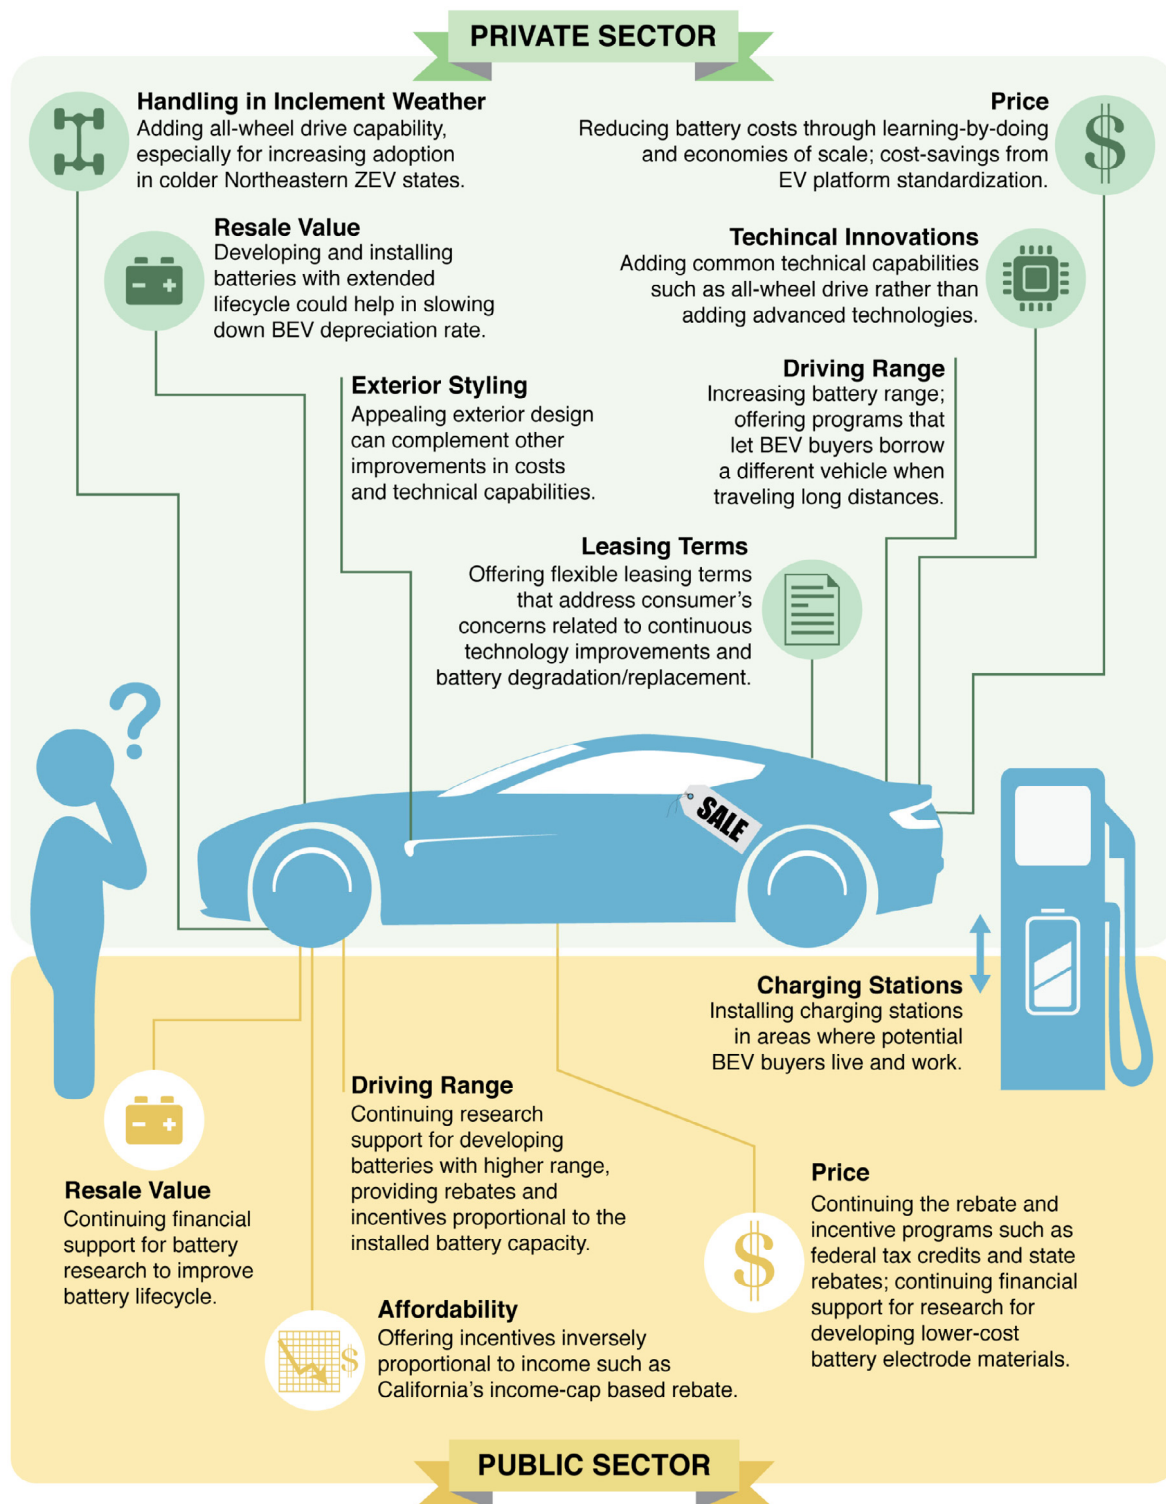 PRIVATE SECTOR
Handling in Inclement Weather
Adding all-wheel drive capability,
especially for increasing adoption
in colder Northeastern ZEV states.
Price
Reducing battery costs through learning-by-doing
and economies of scale; cost-savings from
EV platform standardization.
$
Resale Value
Developing and installing
batteries with extended
lifecycle could help in slowing
down BEV depreciation rate.
- +
Techincal Innovations
Adding common technical capabilities
such as all-wheel drive rather than
adding advanced technologies.
Exterior Styling
Appealing exterior design
can complement other
improvements in costs
and technical capabilities.
Driving Range
Increasing battery range;
offering programs that
let BEV buyers borrow
a different vehicle when
traveling long distances.
Leasing Terms
Offering flexible leasing terms
that address consumer's
concerns related to continuous
technology improvements and
battery degradation/replacement.
?
SALE
Charging Stations
Installing charging stations
in areas where potential
BEV buyers live and work.
- +
Resale Value
Continuing financial
support for battery
research to improve
battery lifecycle.
Driving Range
Continuing research
support for developing
batteries with higher range,
providing rebates and
incentives proportional to the
installed battery capacity.
$
Affordability
Offering incentives inversely
proportional to income such as
California's income-cap based rebate.
$
Price
Continuing the rebate and
incentive programs such as
federal tax credits and state
rebates; continuing financial
support for research for
developing lower-cost
battery electrode materials.
PUBLIC SECTOR